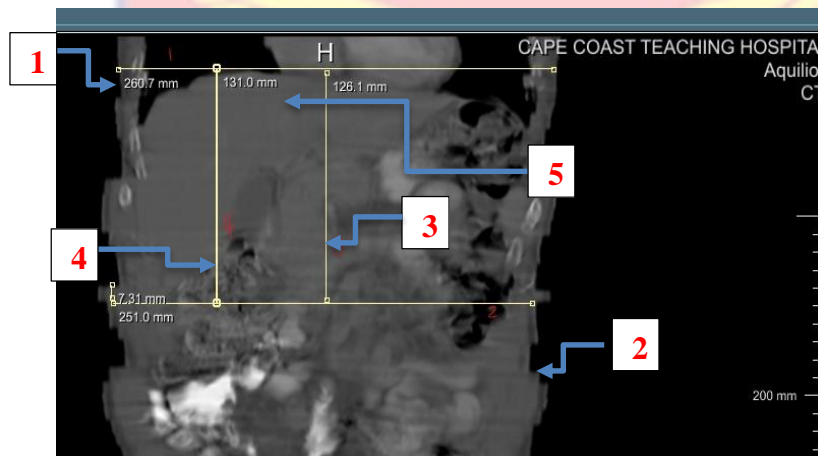 H
CAPE COAST TEACHING HOSPITA
Aquilio
CT
1
260.7 mm
131.0 mm
126.1 mm
5
3
4
7.31 mm
251.0 mm
2
2
200 mm